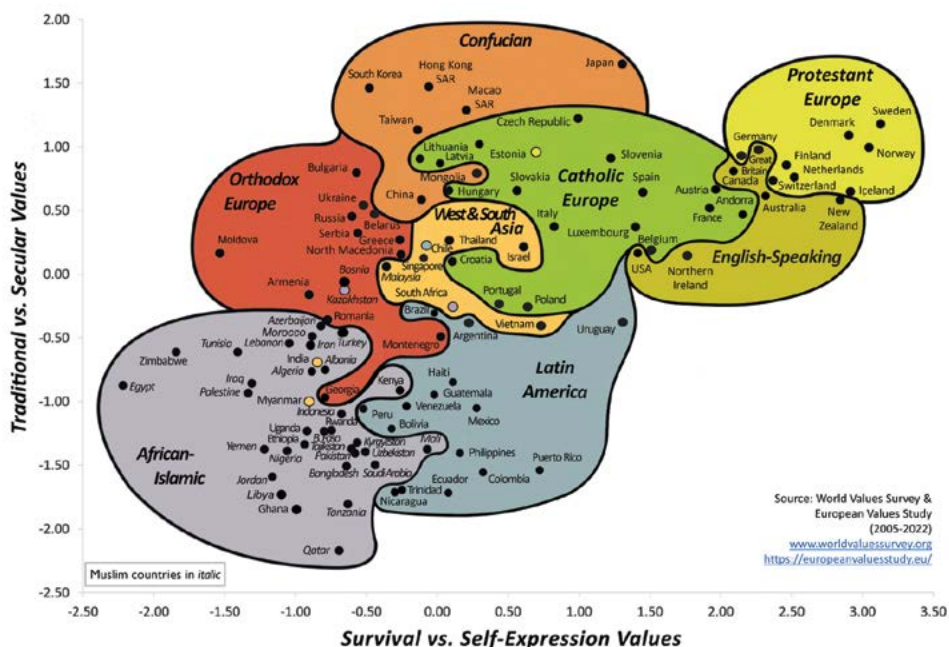 2.00
1.50
1.00
0.50
0.00
-0.50
-1.00
-1.50
-2.00
-2.50
Traditional vs. Secular Values
Confucian
Hong Kong
SAR
South Korea
Japan
Macao
SAR
Taiwan
Czech Republic
Protestant
Europe
Sweden
Denmark
Norway
Germany
Great
Britain
Finland
Netherlands
Canada
Switzerland
Iceland
Lithuania
Latvia
Estonia
Slovenia
Mongolia
Bulgaria
Orthodox
Europe
Hungary
Slovakia
Catholic
Europe
Spain
Austria
Andorra
Australia
New
Zealand
China
Ukraine
Russia
Belarus
Serbia
Greece
North Macedonia
Moldova
West & South
Asia
Italy
Luxembourg
France
Belgium
English-Speaking
Chile
Thailand
Singapore
Israel
Croatia
USA
Northern
Ireland
Bosnia
Malaysia
Armenia
Kazakhstan
South Africa
Portugal
Poland
Romania
Brazil
Azerbaijan
Morocco
Lebanon
Iran
Turkey
Montenegro
Argentina
Vietnam
Uruguay
Zimbabwe
Tunisia
India
Albania
Algeria
Latin
America
Egypt
Iraq
Palestine
Georgia
Kenya
Haiti
Guatemala
Myanmar
Indonesia
Peru
Venezuela
Mexico
Rwanda
Uganda
Ethiopia
B.Faso
Bolivia
Kyrgyzstan
Mali
Yemen
Nigeria
Tajikstan
Pakistan
Uzbekistan
Philippines
Puerto Rico
African-
Islamic
Bangladesh
Saudi Arabia
Jordan
Ecuador
Colombia
Libya
Trinidad
Nicaragua
Ghana
Tanzania
Qatar
Source: World Values Survey &
European Values Study
(2005-2022)
www.worldvaluessurvey.org
https://europeanvaluesstudy.eu/
Muslim countries in italic
-2.50 -2.00 -1.50 -1.00 -0.50 0.00 0.50 1.00 1.50 2.00 2.50 3.00 3.50
Survival vs. Self-Expression Values